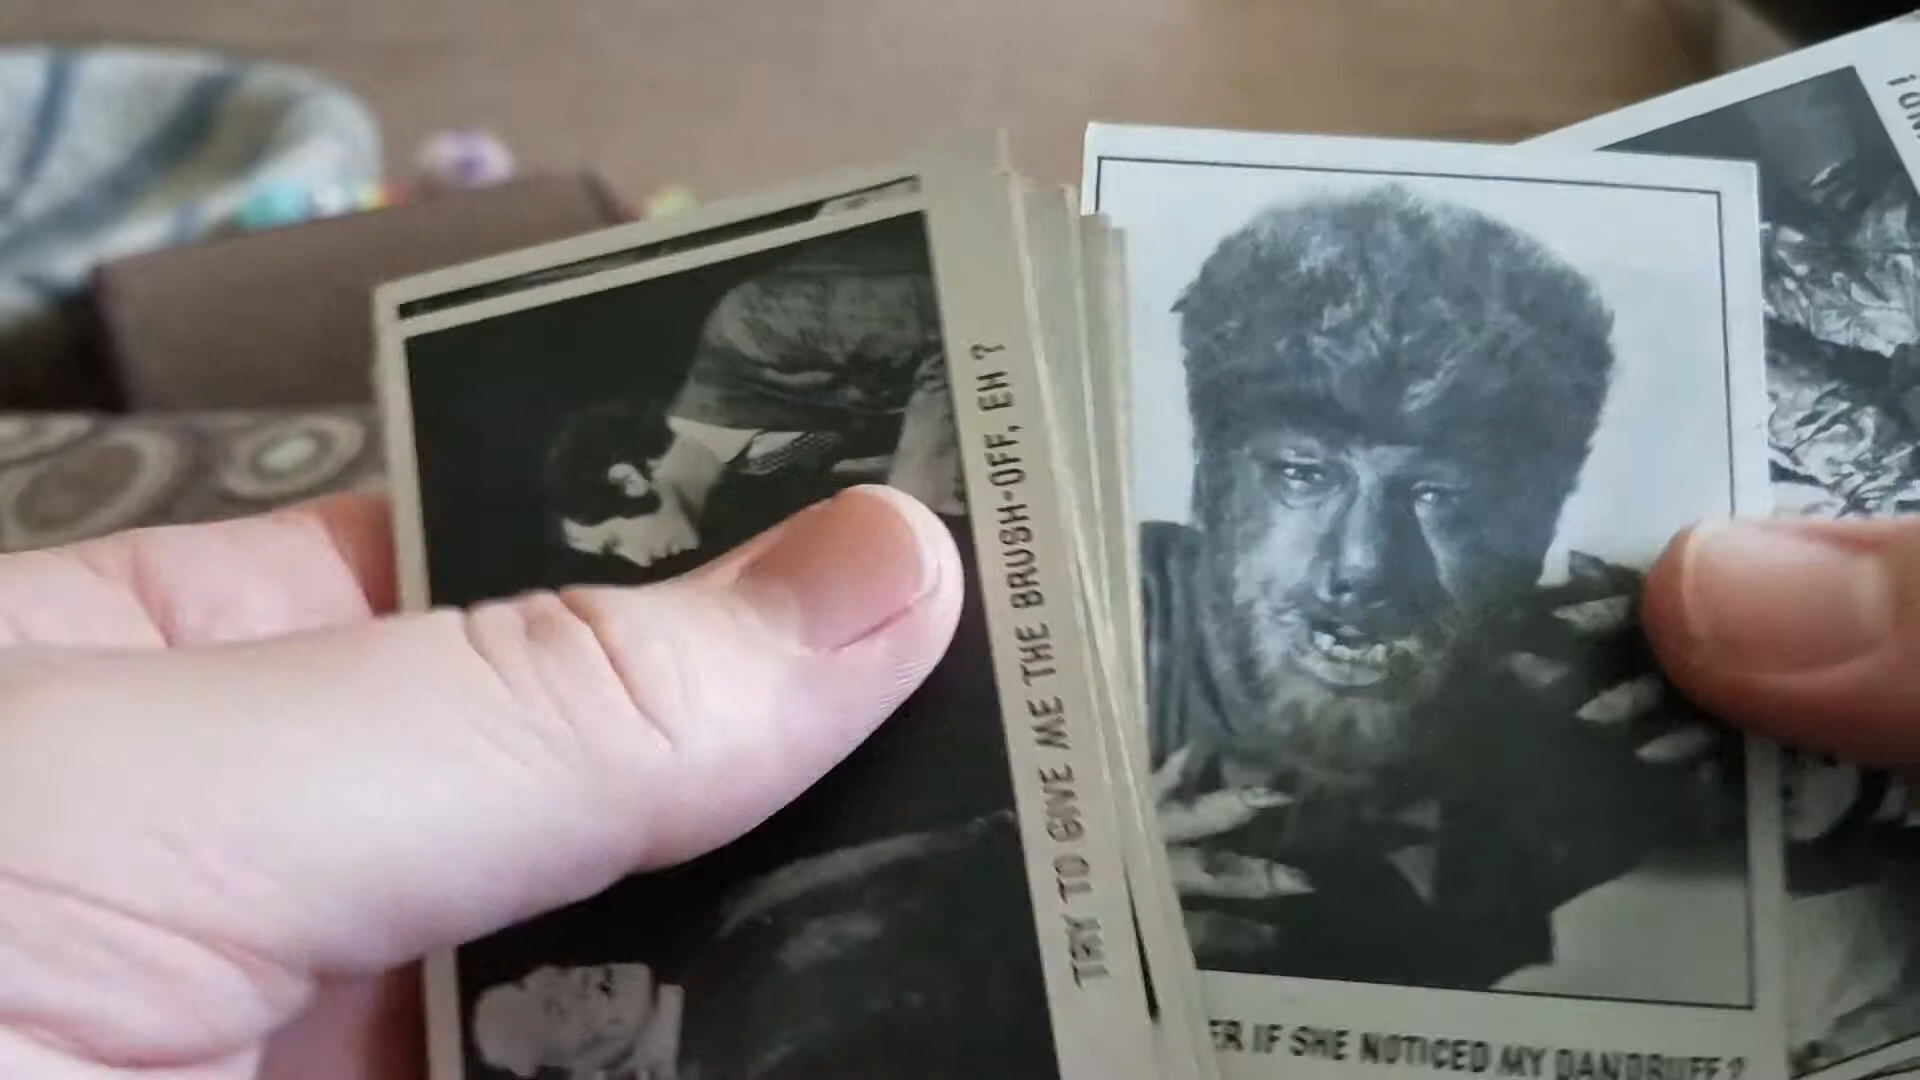 TRY TO GIVE ME THE BRUSH-OFF, EH ?
ER IF SHE NOTICED MY DANDRUFF ?